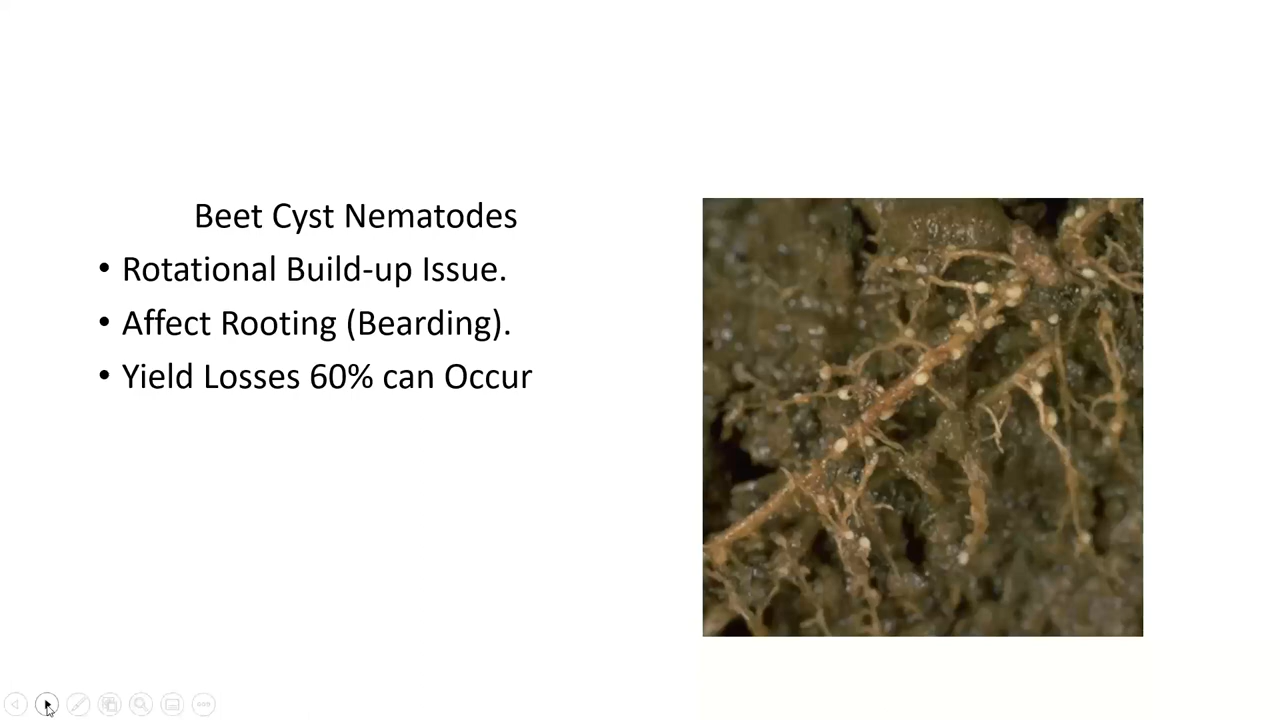 Beet Cyst Nematodes
• Rotational Build-up Issue.
• Affect Rooting (Bearding).
• Yield Losses 60% can Occur